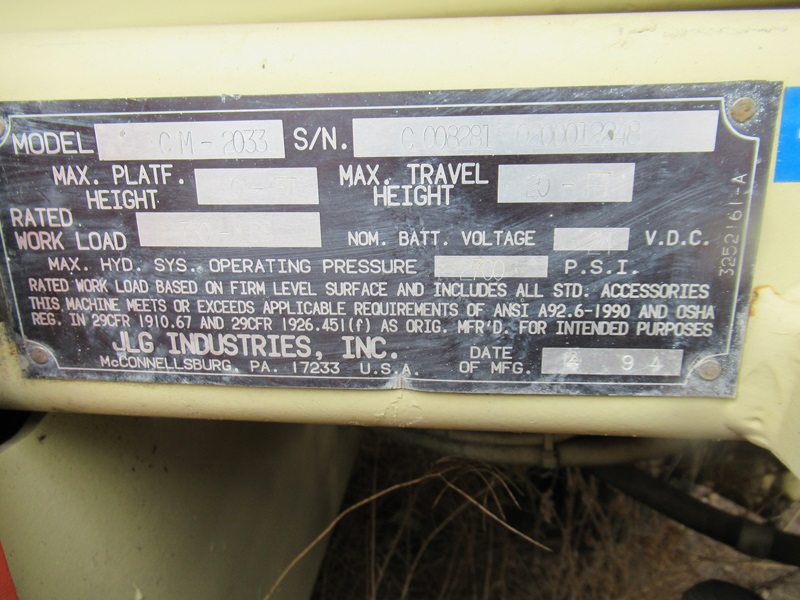 MODEL CM-2033 S/N.
MAX. PLATF. HEIGHT MAX. TRAVEL HEIGHT
RATED WORK LOAD NOM. BATT. VOLTAGE V.D.C.
MAX. HYD. SYS. OPERATING PRESSURE P.S.I.
RATED WORK LOAD BASED ON FIRM LEVEL SURFACE AND INCLUDES ALL STD. ACCESSORIES
THIS MACHINE MEETS OR EXCEEDS APPLICABLE REQUIREMENTS OF ANSI A92.6-1990 AND OSHA
REG. IN 29CFR 1910.67 AND 29CFR 1926.451(f) AS ORIG. MFR'D. FOR INTENDED PURPOSES
JLG INDUSTRIES, INC.
McCONNELLSBURG, PA. 17233 U.S.A.
DATE OF MFG. 94
3252161-A